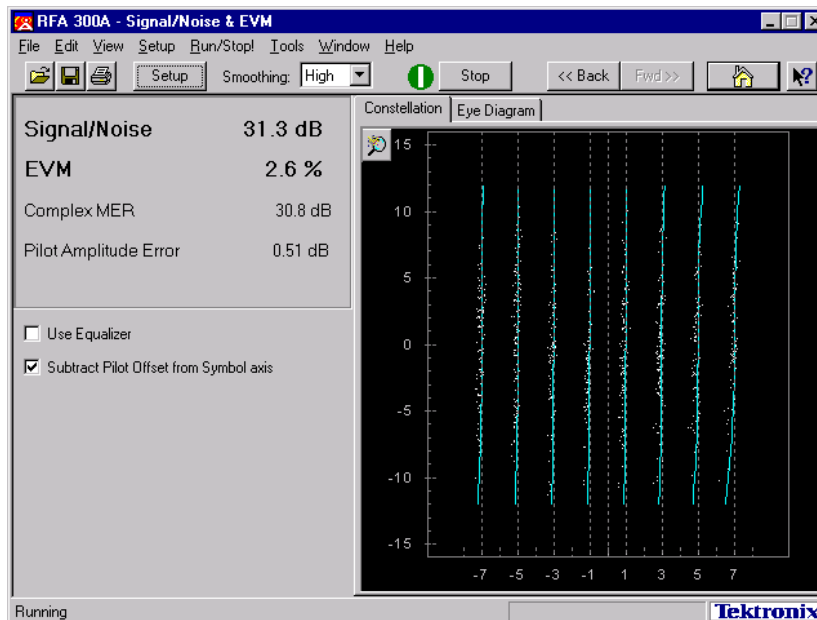 RFA 300A - Signal/Noise & EVM
File Edit View Setup Run/Stop! Tools Window Help
Setup Smoothing: High Stop << Back Fwd >>
Constellation Eye Diagram
Signal/Noise 31.3 dB
EVM 2.6 %
Complex MER 30.8 dB
Pilot Amplitude Error 0.51 dB
Use Equalizer
Subtract Pilot Offset from Symbol axis
15
10
5
0
-5
-10
-15
-7 -5 -3 -1 1 3 5 7
Running
Tektronix